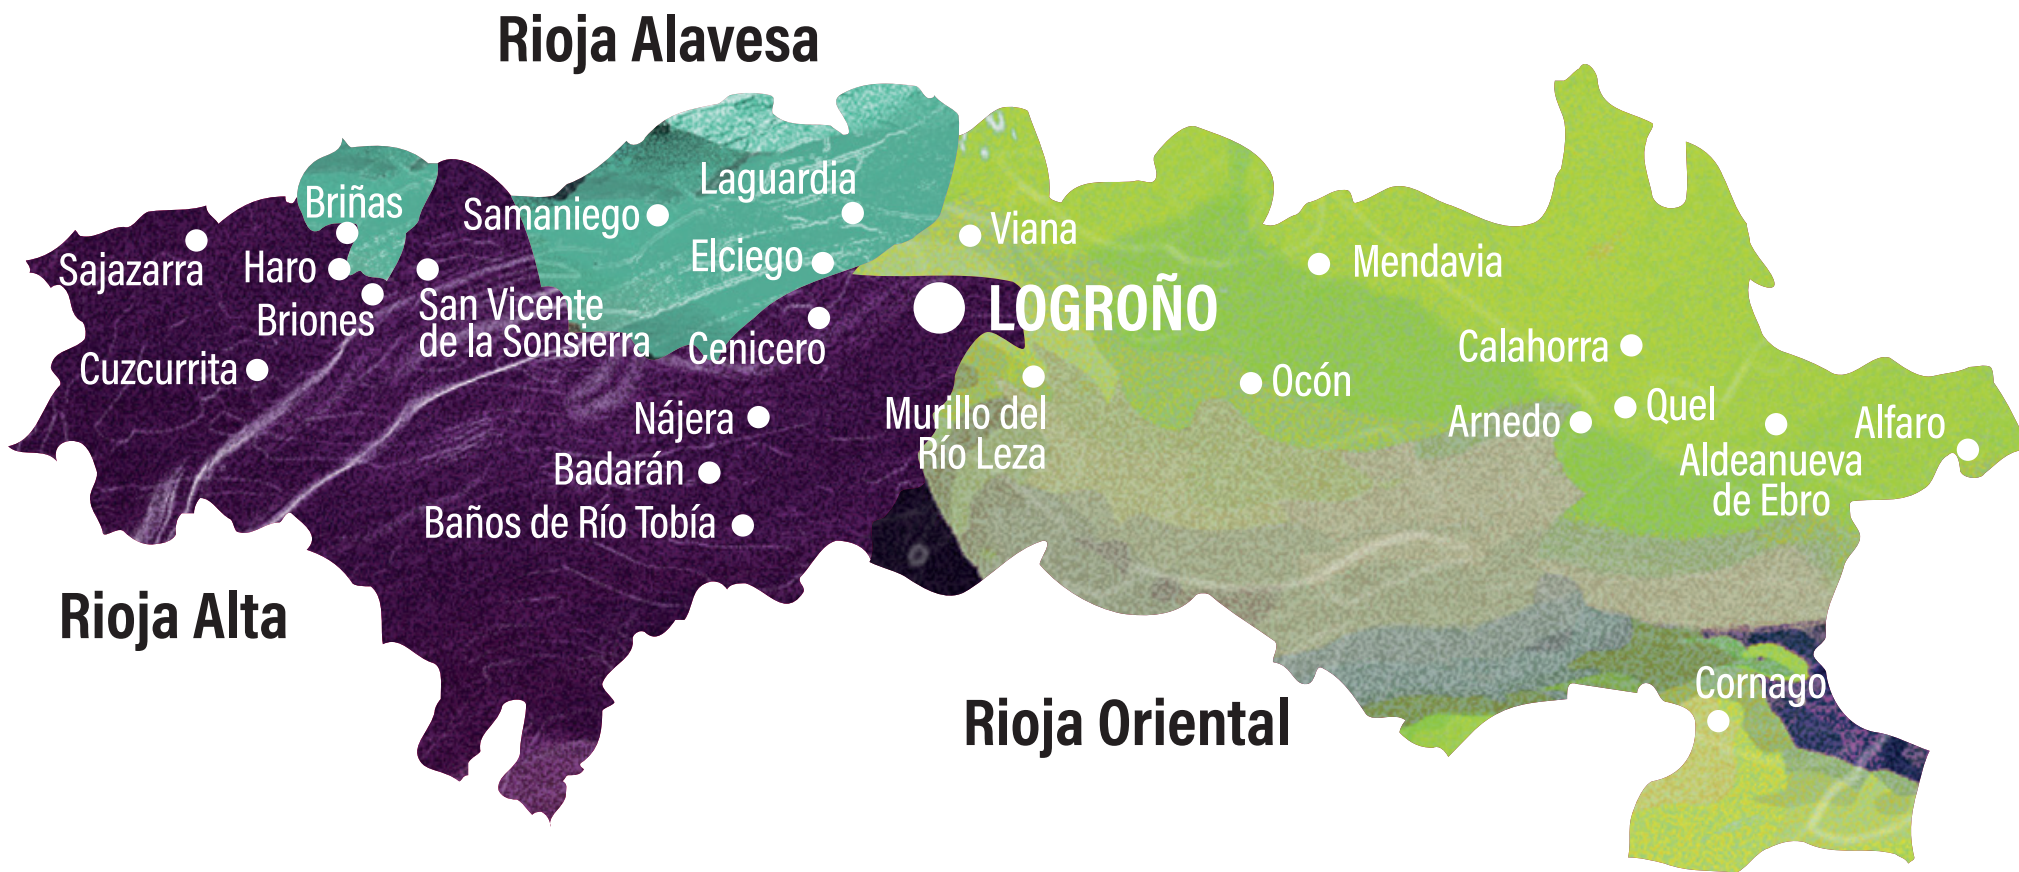 Rioja Alavesa
Laguardia
Briñas
Samaniego
Viana
Sajazarra
Haro
Elciego
Mendavia
Briones
San Vicente
de la Sonsierra
LOGROÑO
Cenicero
Calahorra
Cuzcurrita
Ocón
Nájera
Murillo del
Río Leza
Arnedo
Quel
Alfaro
Badarán
Aldeanueva
de Ebro
Baños de Río Tobía
Rioja Alta
Cornago
Rioja Oriental